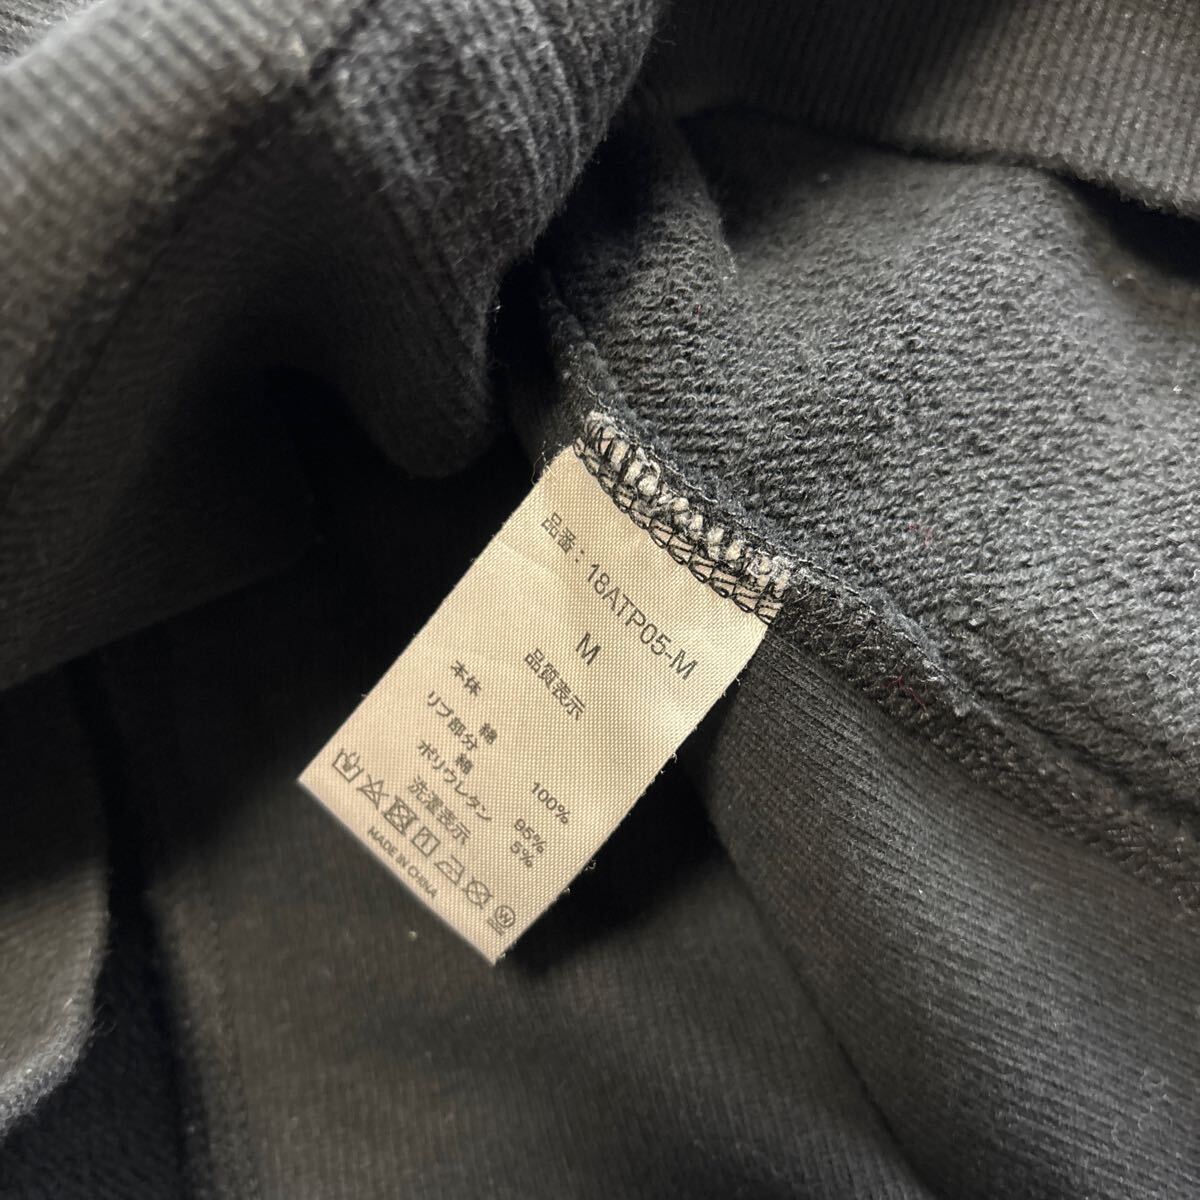 品番：18ATP05-M
M
品質表示
本体 綿 100%
リブ部分
綿 95%
ポリウレタン 5%
洗濯表示
MADE IN CHINA